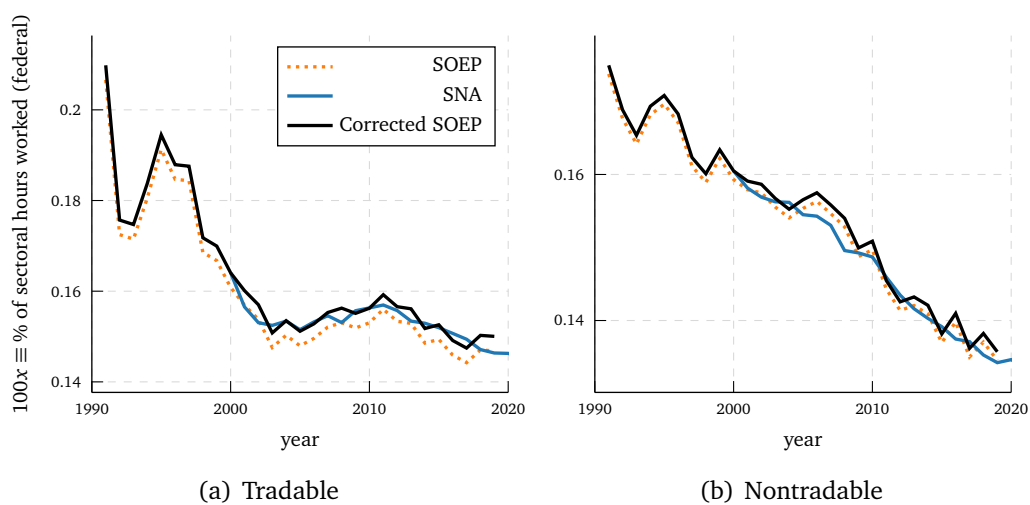 100x ≡ % of sectoral hours worked (federal)
0.2
0.18
0.16
0.14
SOEP
SNA
Corrected SOEP
1990 2000 2010 2020
year
(a) Tradable
0.16
0.14
1990 2000 2010 2020
year
(b) Nontradable